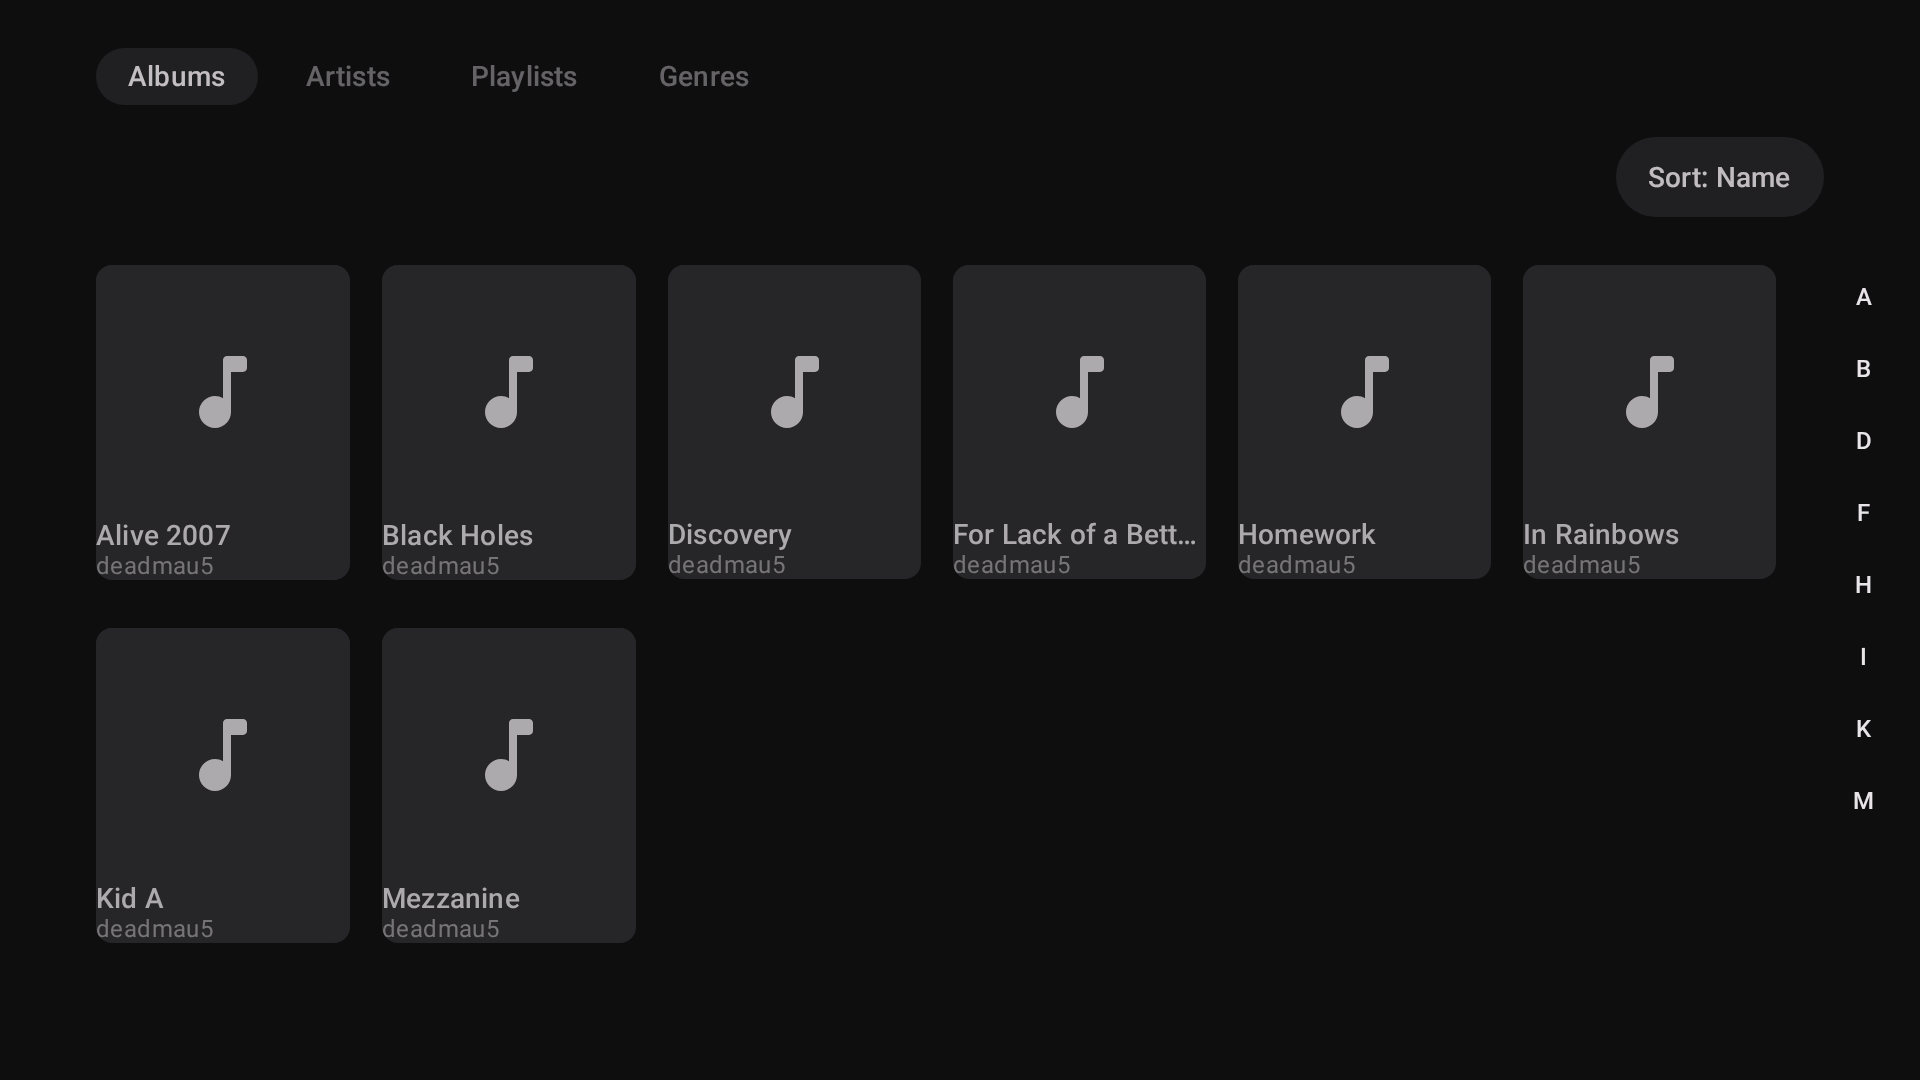 Albums
Artists
Playlists
Genres
Sort: Name
Alive 2007
deadmau5
Black Holes
deadmau5
Discovery
deadmau5
For Lack of a Bett...
deadmau5
Homework
deadmau5
In Rainbows
deadmau5
Kid A
deadmau5
Mezzanine
deadmau5
A
B
D
F
H
I
K
M